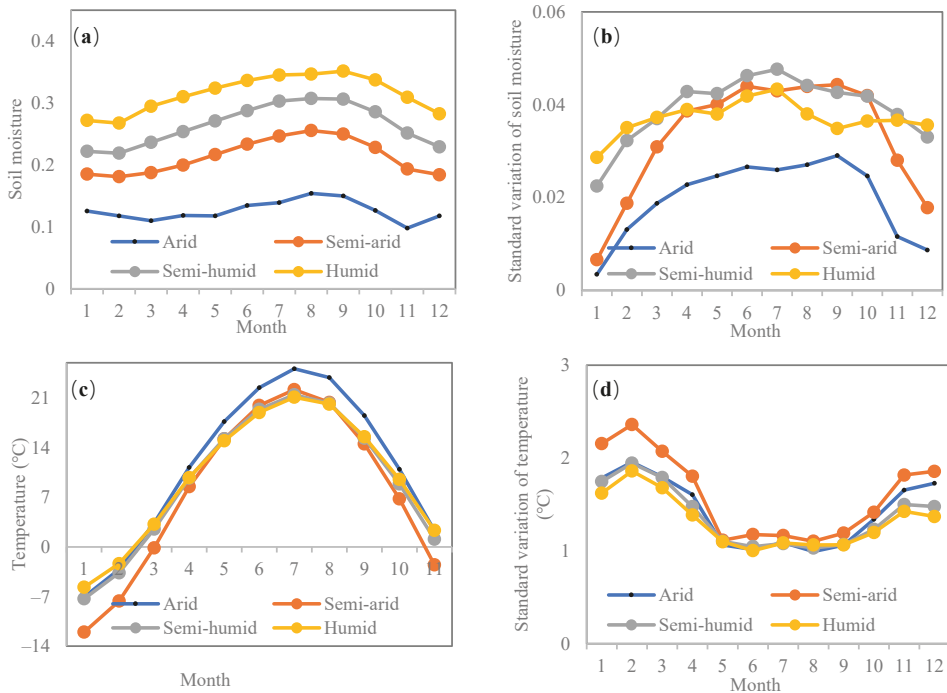 (a)
Soil moisture
0.4
0.3
0.2
0.1
0
Arid
Semi-arid
Semi-humid
Humid
1 2 3 4 5 6 7 8 9 10 11 12
Month
(b)
Standard variation of soil moisture
0.06
0.04
0.02
0
Arid
Semi-arid
Semi-humid
Humid
1 2 3 4 5 6 7 8 9 10 11 12
Month
(c)
Temperature (°C)
21
14
7
0
–7
–14
1 2 3 4 5 6 7 8 9 10 11
Arid
Semi-arid
Semi-humid
Humid
Month
(d)
Standard variation of temperature
(°C)
3
2
1
0
Arid
Semi-arid
Semi-humid
Humid
1 2 3 4 5 6 7 8 9 10 11 12
Month